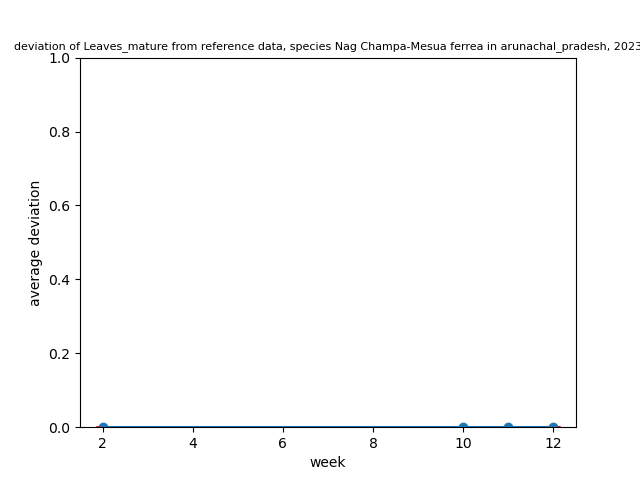 deviation of Leaves_mature from reference data, species Nag Champa-Mesua ferrea in arunachal_pradesh, 2023
1.0
0.8
0.6
0.4
0.2
0.0
average deviation
2 4 6 8 10 12
week